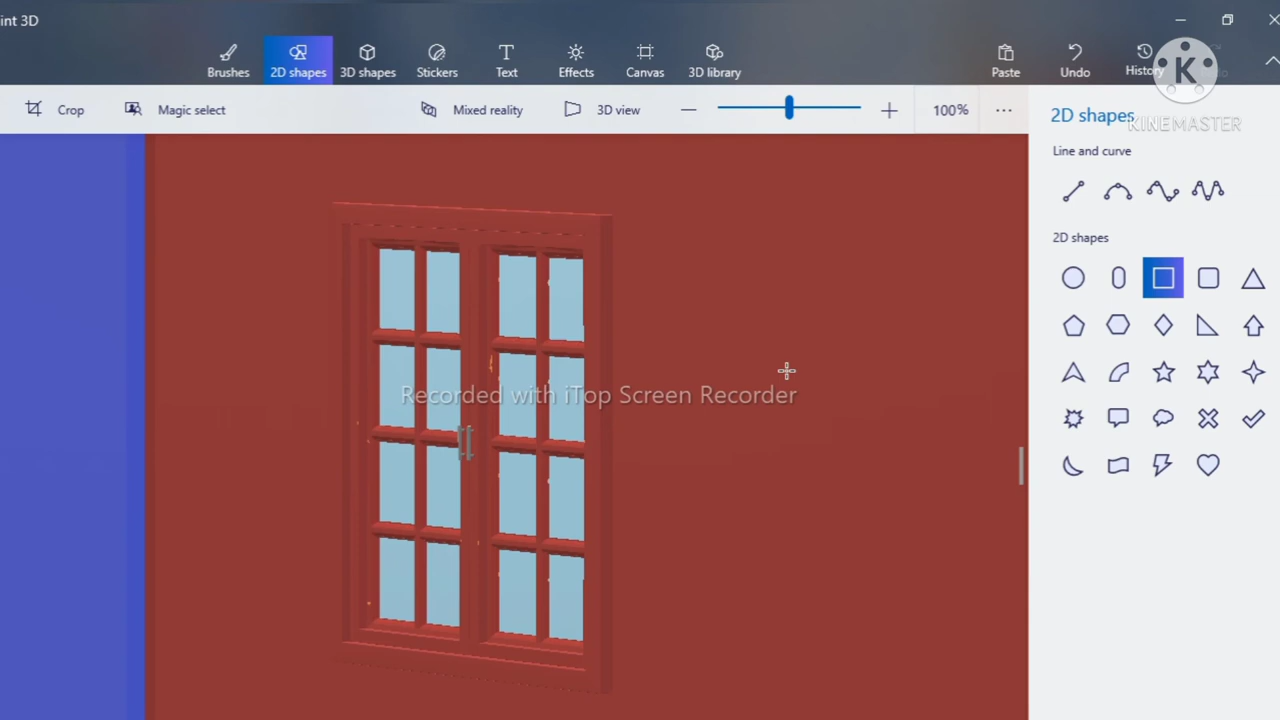 int 3D
Brushes
2D shapes
3D shapes
Stickers
Text
Effects
Canvas
3D library
Paste
Undo
History
Crop
Magic select
Mixed reality
3D view
100%
2D shapes
K
KINEMASTER
Line and curve
2D shapes
Recorded with iTop Screen Recorder